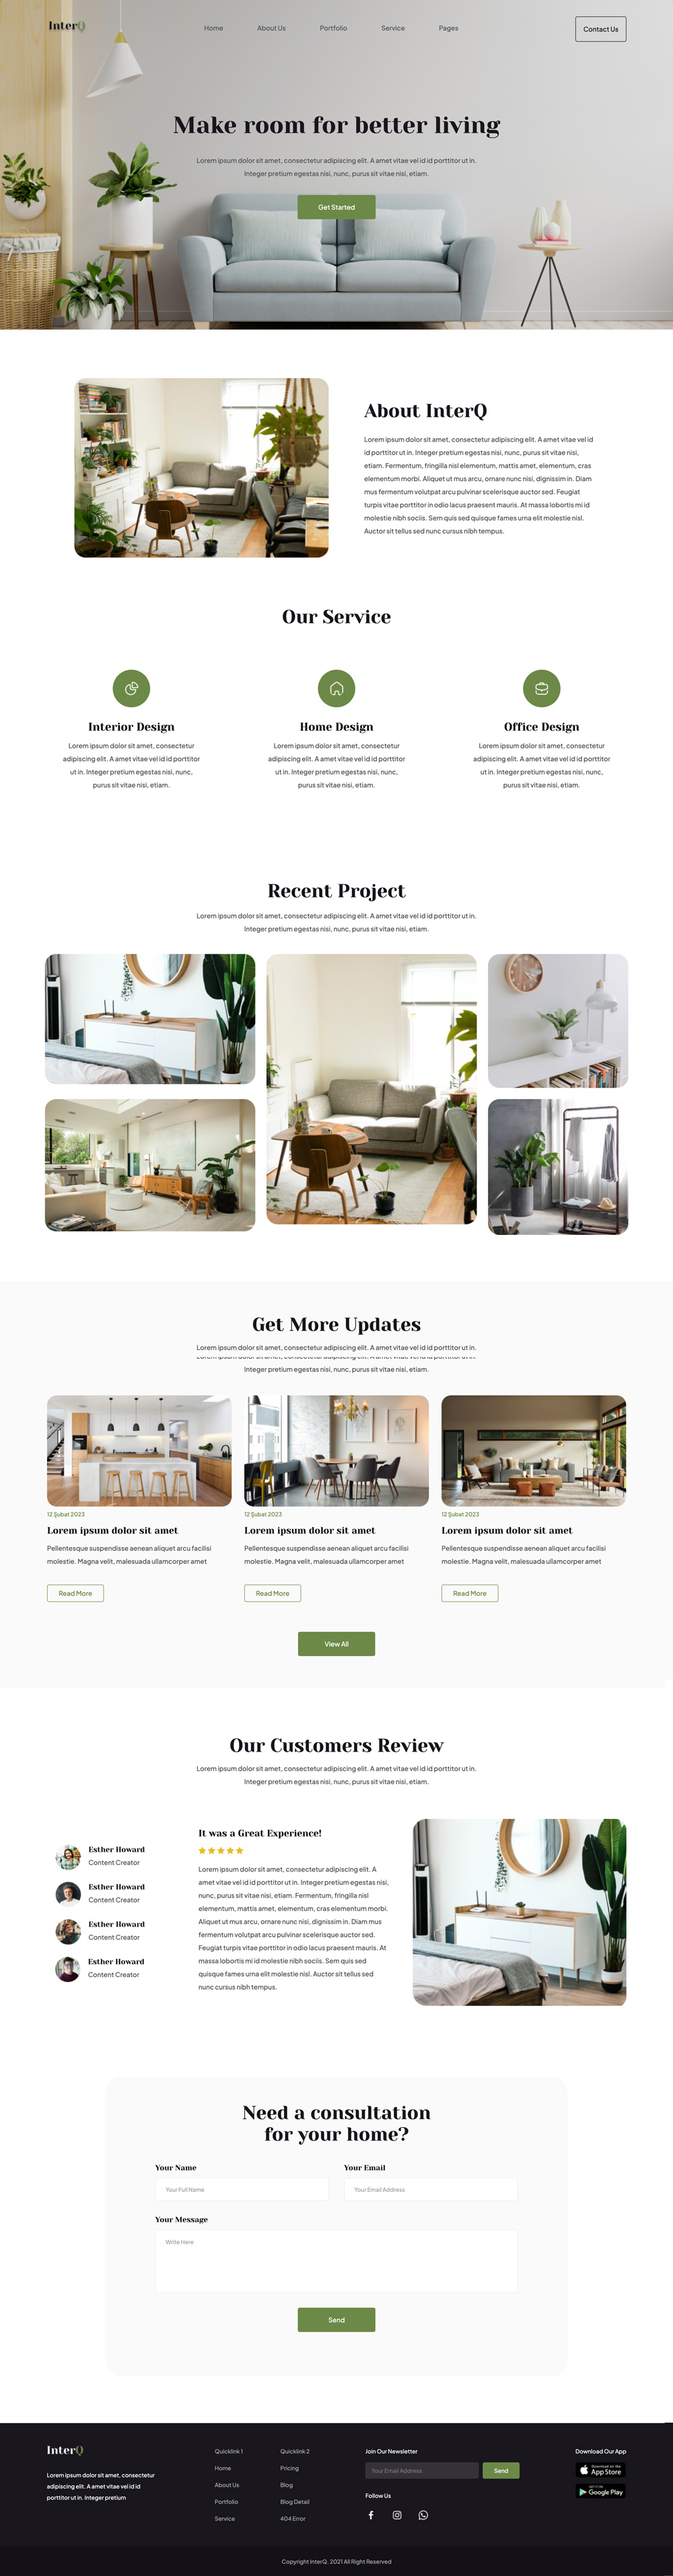 InterQ
Home About Us Portfolio Service Pages
Contact Us
Make room for better living
Lorem ipsum dolor sit amet, consectetur adipiscing elit. A amet vitae vel id id porttitor ut in.
Integer pretium egestas nisi, nunc, purus sit vitae nisi, etiam.
Get Started
About InterQ
Lorem ipsum dolor sit amet, consectetur adipiscing elit. A amet vitae vel id
id porttitor ut in. Integer pretium egestas nisi, nunc, purus sit vitae nisi,
etiam. Fermentum, fringilla nisl elementum, mattis amet, elementum, cras
elementum morbi. Aliquet ut mus arcu, ornare nunc nisi, dignissim in. Diam
mus fermentum volutpat arcu pulvinar scelerisque auctor sed. Feugiat
turpis vitae porttitor in odio lacus praesent mauris. At massa lobortis mi id
molestie nibh sociis. Sem quis sed quisque fames urna elit molestie nisl.
Auctor sit tellus sed nunc cursus nibh tempus.
Our Service
Interior Design
Lorem ipsum dolor sit amet, consectetur
adipiscing elit. A amet vitae vel id porttitor
ut in. Integer pretium egestas nisi, nunc,
purus sit vitae nisi, etiam.
Home Design
Lorem ipsum dolor sit amet, consectetur
adipiscing elit. A amet vitae vel id porttitor
ut in. Integer pretium egestas nisi, nunc,
purus sit vitae nisi, etiam.
Office Design
Lorem ipsum dolor sit amet, consectetur
adipiscing elit. A amet vitae vel id porttitor
ut in. Integer pretium egestas nisi, nunc,
purus sit vitae nisi, etiam.
Recent Project
Lorem ipsum dolor sit amet, consectetur adipiscing elit. A amet vitae vel id id porttitor ut in.
Integer pretium egestas nisi, nunc, purus sit vitae nisi, etiam.
Get More Updates
Lorem ipsum dolor sit amet, consectetur adipiscing elit. A amet vitae vel id id porttitor ut in.
Integer pretium egestas nisi, nunc, purus sit vitae nisi, etiam.
12 Şubat 2023
Lorem ipsum dolor sit amet
Pellentesque suspendisse aenean aliquet arcu facilisi
molestie. Magna velit, malesuada ullamcorper amet
Read More
12 Şubat 2023
Lorem ipsum dolor sit amet
Pellentesque suspendisse aenean aliquet arcu facilisi
molestie. Magna velit, malesuada ullamcorper amet
Read More
12 Şubat 2023
Lorem ipsum dolor sit amet
Pellentesque suspendisse aenean aliquet arcu facilisi
molestie. Magna velit, malesuada ullamcorper amet
Read More
View All
Our Customers Review
Lorem ipsum dolor sit amet, consectetur adipiscing elit. A amet vitae vel id id porttitor ut in.
Integer pretium egestas nisi, nunc, purus sit vitae nisi, etiam.
Esther Howard
Content Creator
Esther Howard
Content Creator
Esther Howard
Content Creator
Esther Howard
Content Creator
It was a Great Experience!
Lorem ipsum dolor sit amet, consectetur adipiscing elit. A
amet vitae vel id id porttitor ut in. Integer pretium egestas nisi,
nunc, purus sit vitae nisi, etiam. Fermentum, fringilla nisl
elementum, mattis amet, elementum, cras elementum morbi.
Aliquet ut mus arcu, ornare nunc nisi, dignissim in. Diam mus
fermentum volutpat arcu pulvinar scelerisque auctor sed.
Feugiat turpis vitae porttitor in odio lacus praesent mauris. At
massa lobortis mi id molestie nibh sociis. Sem quis sed
quisque fames urna elit molestie nisl. Auctor sit tellus sed
nunc cursus nibh tempus.
Need a consultation
for your home?
Your Name
Your Full Name
Your Email
Your Email Address
Your Message
Write Here
Send
InterQ
Lorem ipsum dolor sit amet, consectetur
adipiscing elit. A amet vitae vel id id
porttitor ut in. Integer pretium
Quicklink 1
Home
About Us
Portfolio
Service
Quicklink 2
Pricing
Blog
Blog Detail
404 Error
Join Our Newsletter
Your Email Address
Send
Follow Us
Download Our App
Download on the
App Store
GET IT ON
Google Play
Copyright InterQ. 2021 All Right Reserved